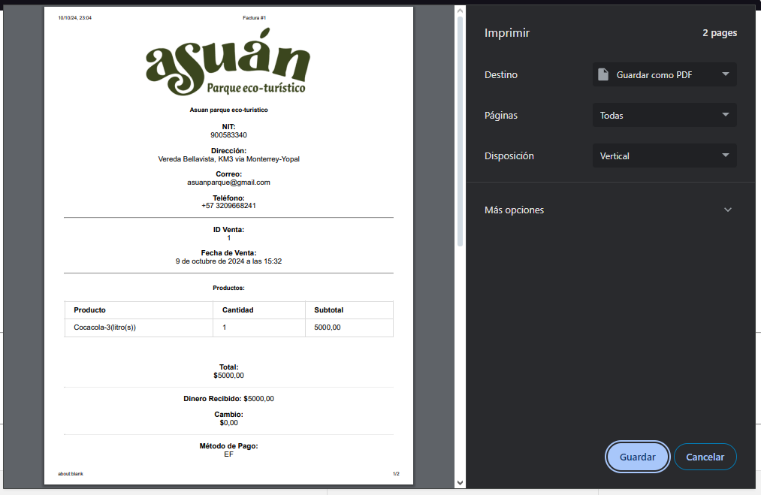 10/10/24, 23:04 Factura #1
asuán
Parque eco-turístico
Asuan parque eco-turístico
NIT:
900583340
Dirección:
Vereda Bellavista, KM3 via Monterrey-Yopal
Correo:
asuanparque@gmail.com
Teléfono:
+57 3209668241
ID Venta:
1
Fecha de Venta:
9 de octubre de 2024 a las 15:32
Productos:
Producto Cantidad Subtotal
Cocacola-3(litro(s)) 1 5000,00
Total:
$5000,00
Dinero Recibido: $5000,00
Cambio:
$0,00
Método de Pago:
EF
about:blank 1/2
Imprimir 2 pages
Destino Guardar como PDF
Páginas Todas
Disposición Vertical
Más opciones
Guardar Cancelar